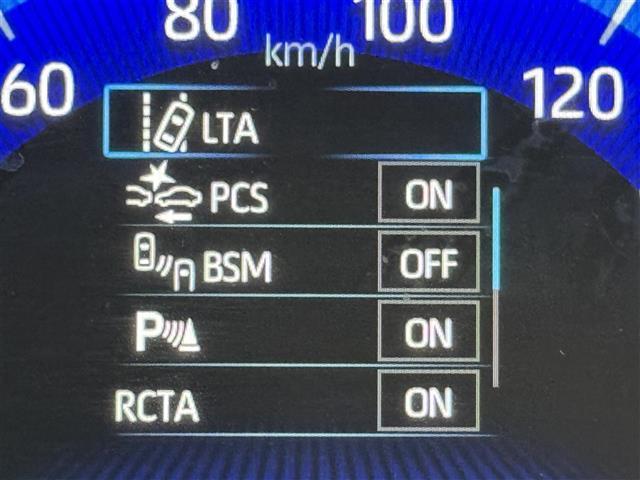 80 100
km/h
60 120
LTA
PCS ON
BSM OFF
P ON
RCTA ON